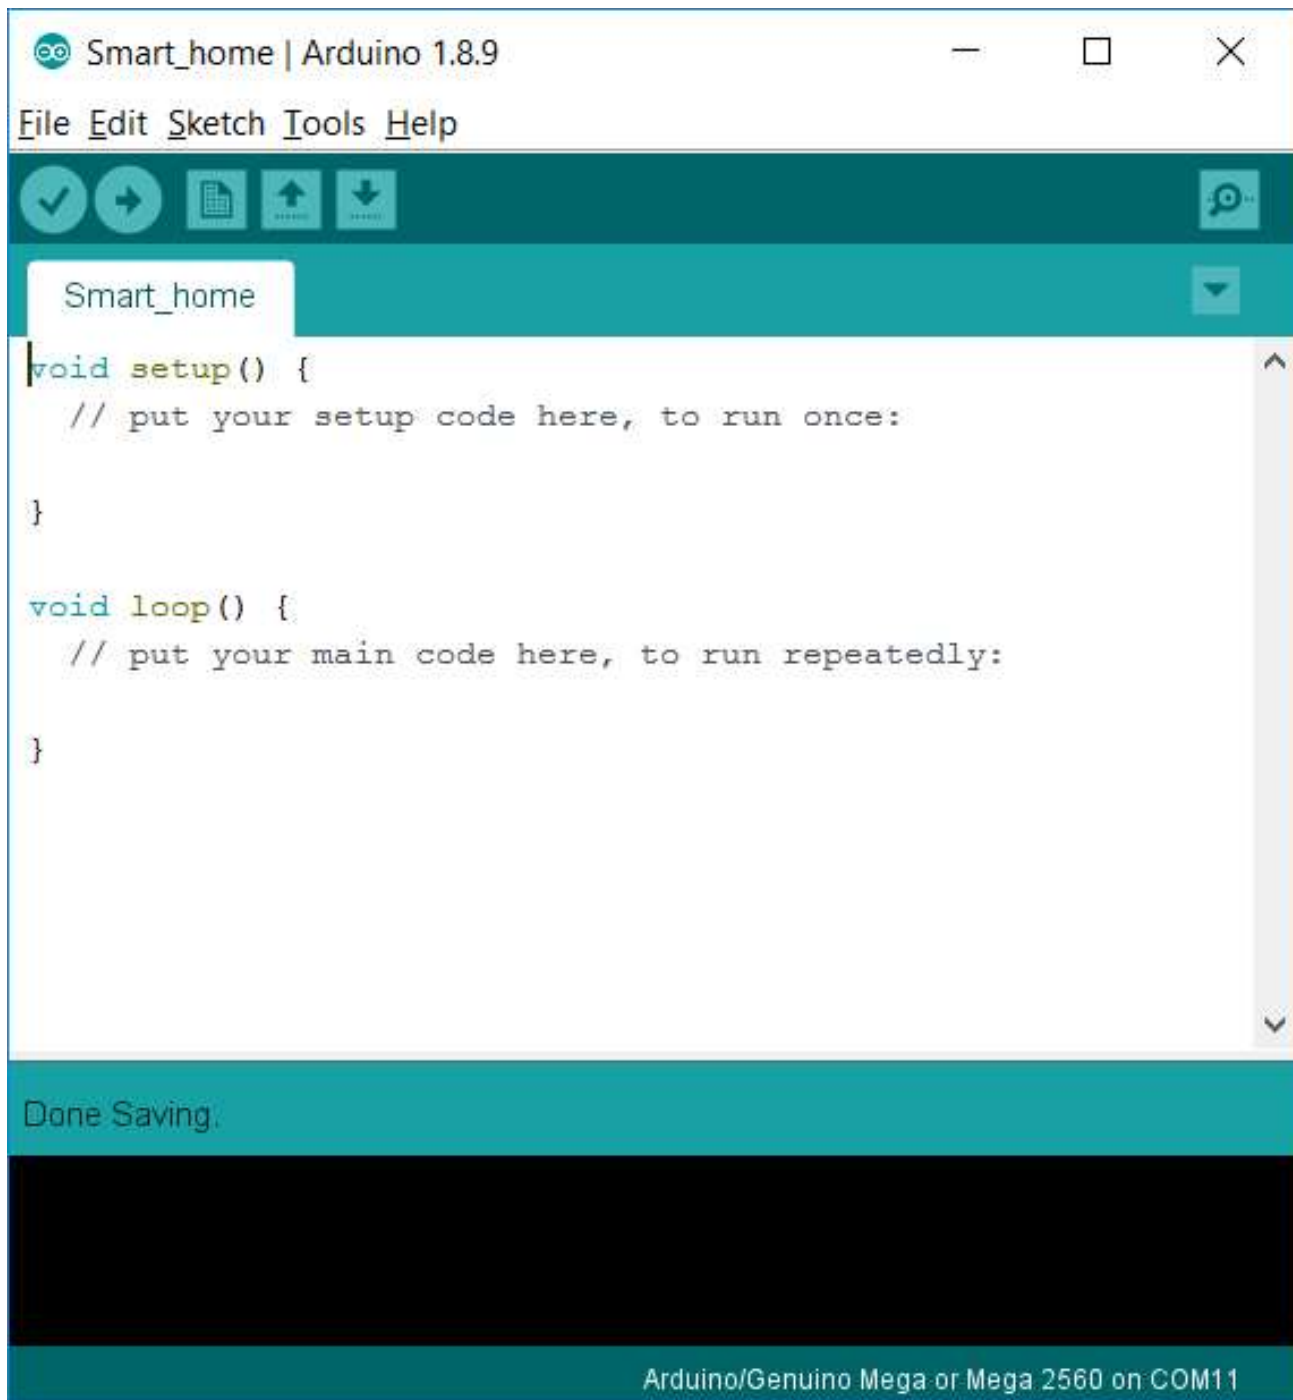 Smart_home | Arduino 1.8.9
File Edit Sketch Tools Help
Smart_home
void setup() {
  // put your setup code here, to run once:
}
void loop() {
  // put your main code here, to run repeatedly:
}
Done Saving.
Arduino/Genuino Mega or Mega 2560 on COM11